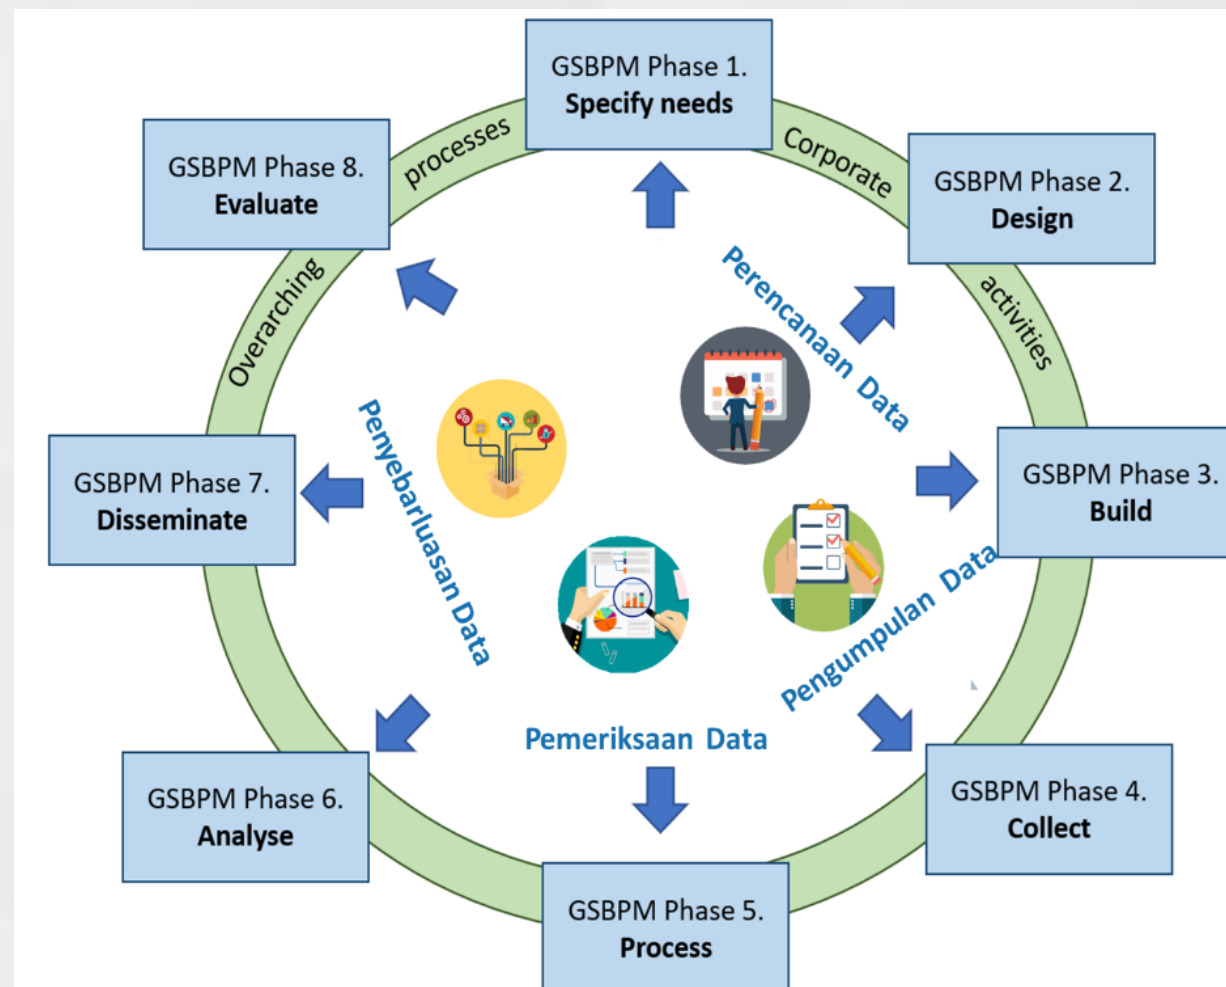 GSBPM Phase 1.
Specify needs
Corporate
GSBPM Phase 2.
Design
activities
GSBPM Phase 3.
Build
GSBPM Phase 4.
Collect
GSBPM Phase 5.
Process
GSBPM Phase 6.
Analyse
GSBPM Phase 7.
Disseminate
Overarching
GSBPM Phase 8.
Evaluate
processes
Perencanaan Data
Pengumpulan Data
Pemeriksaan Data
Penyebarluasan Data